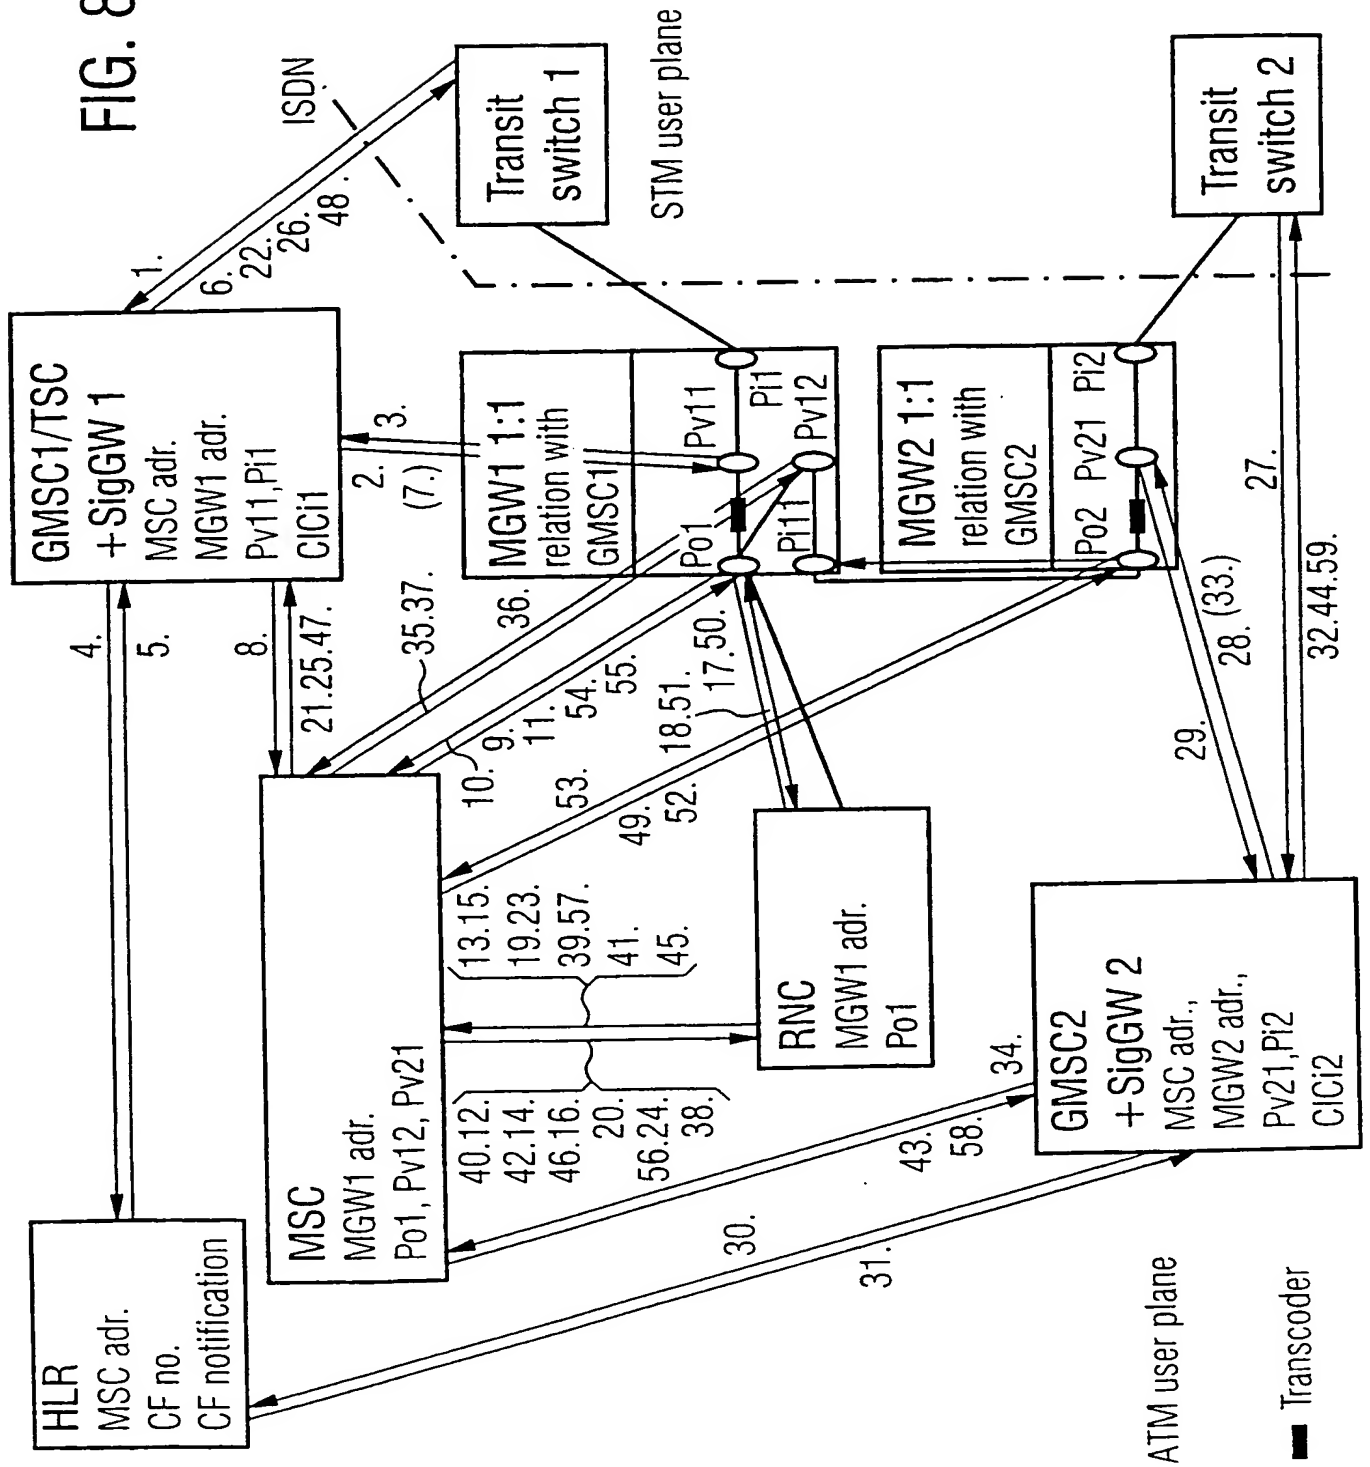 FIG. 8
HLR
MSC adr.
CF no.
CF notification
4.
5.
GMSC1/TSC
+SigGW 1
MSC adr.
MGW1 adr.
Pv11,Pi1
CICi1
1.
6.
22.
26.
48.
ISDN
Transit
switch 1
8.
21.25.47.
2.
(7.)
3.
MSC
MGW1 adr.
Po1, Pv12, Pv21
35.37.
36.
10.
9.
11.
54.
55.
53.
49.
52.
18.51.
17.50.
MGW1 1:1
relation with
GMSC1
Po1
Pv11
Pi1
Pi11
Pv12
STM user plane
40.12.
42.14.
46.16.
20.
56.24.
38.
13.15.
19.23.
39.57.
41.
45.
RNC
MGW1 adr.
Po1
MGW2 1:1
relation with
GMSC2
Po2
Pv21
Pi2
30.
31.
43.
58.
34.
GMSC2
+SigGW 2
MSC adr.,
MGW2 adr.,
Pv21,Pi2
CICi2
29.
28. (33.)
27.
32.44.59.
Transit
switch 2
ATM user plane
Transcoder